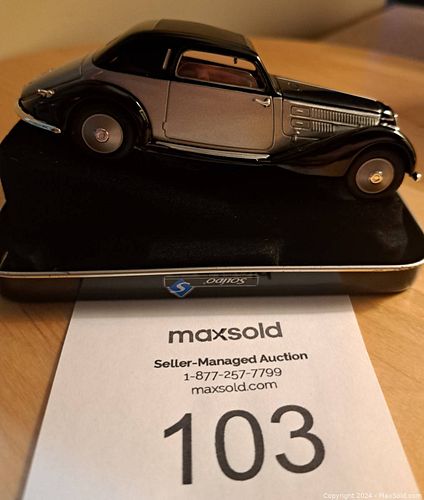 SOLIDO.
maxsold
Seller-Managed Auction
1-877-257-7799
maxsold.com
103
Copyright 2024 - MaxSold.com